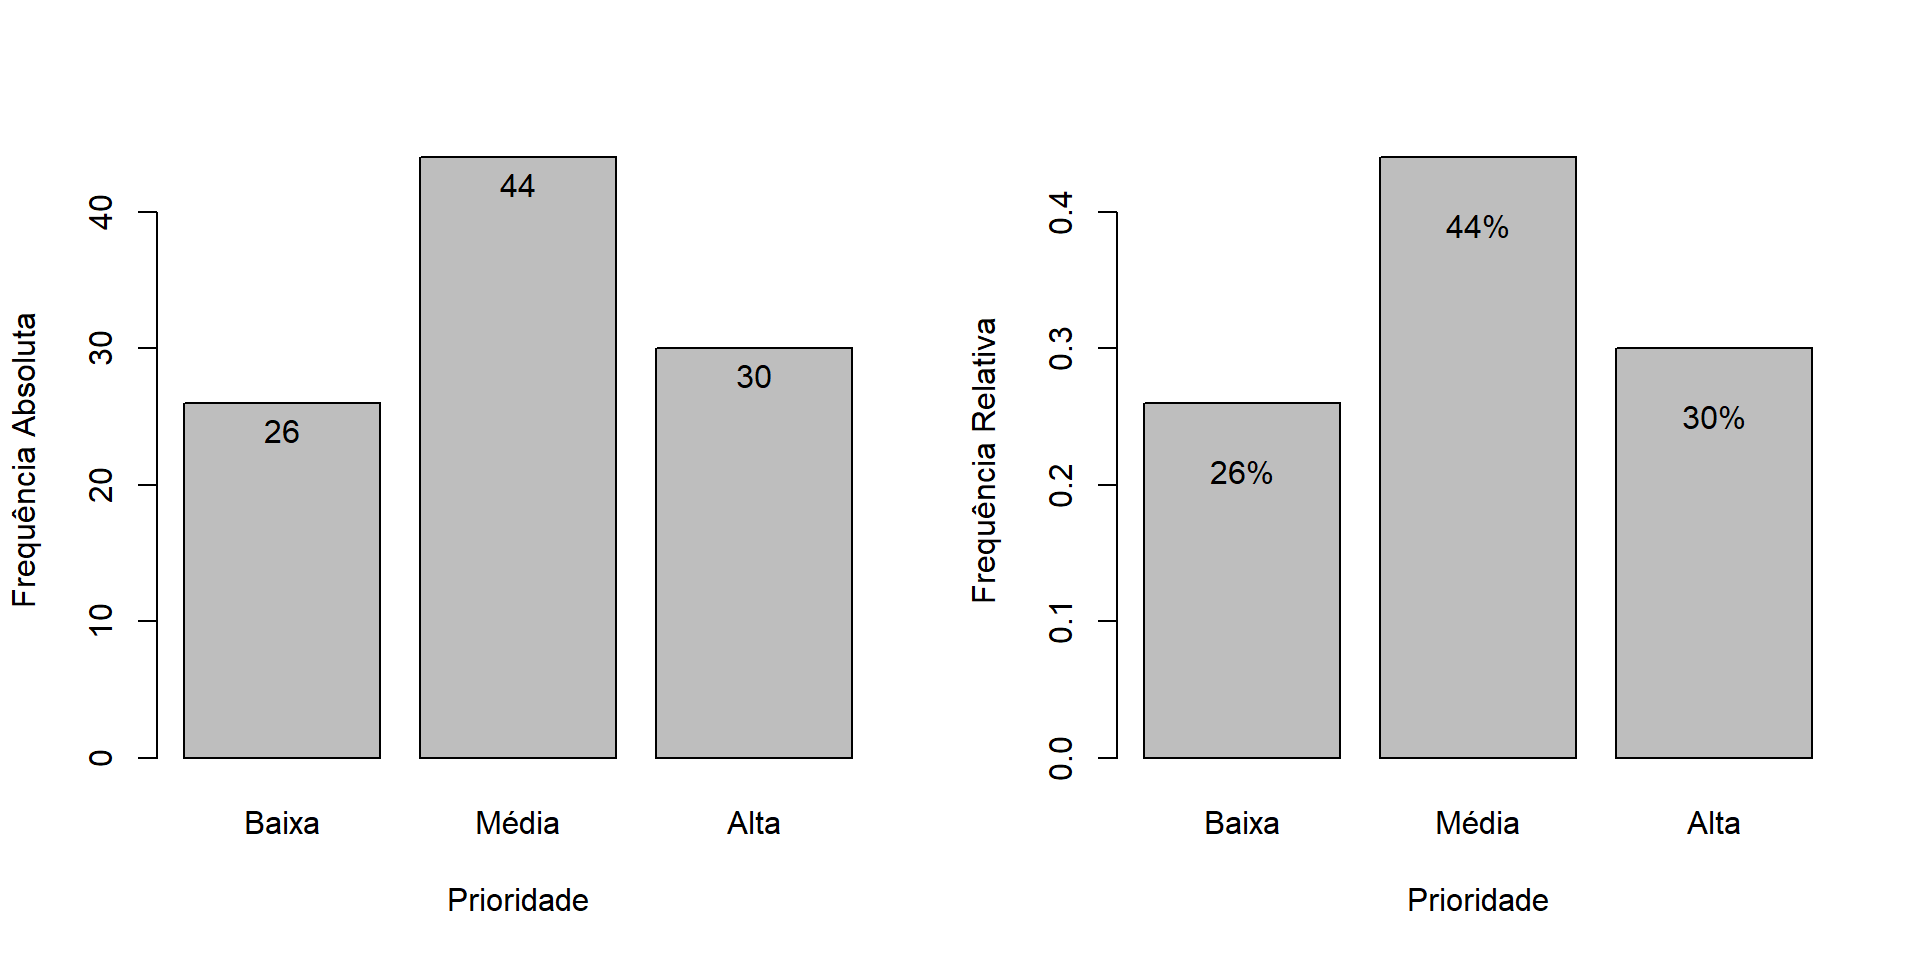 Frequência Absoluta
40
30
20
10
0
44
30
26
Baixa Média Alta
Prioridade
Frequência Relativa
0.4
0.3
0.2
0.1
0.0
44%
30%
26%
Baixa Média Alta
Prioridade